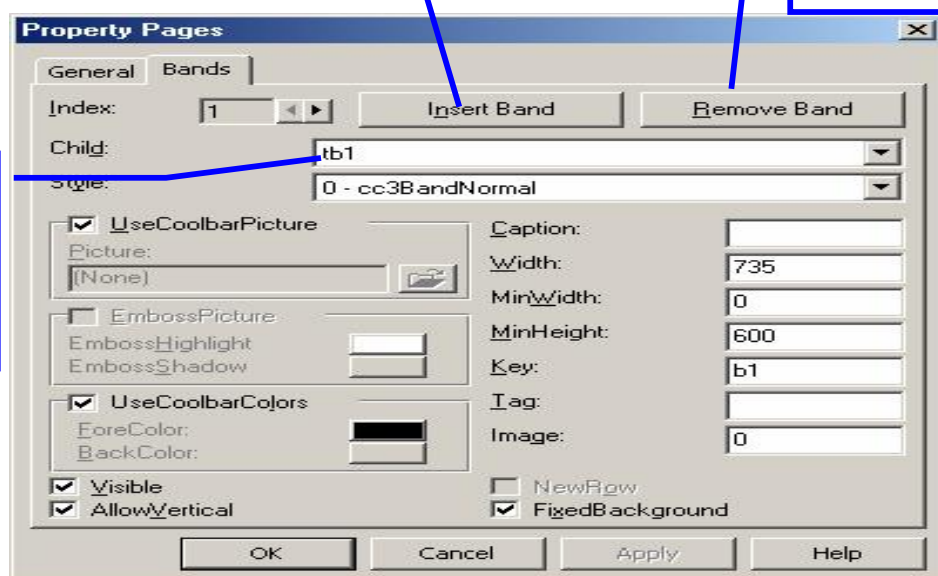 Property Pages
General Bands
Index: 1 Insert Band Remove Band
Child: tb1
Style: 0 - cc3BandNormal
UseCoolbarPicture
Picture:
(None)
EmbossPicture
EmbossHighlight
EmbossShadow
UseCoolbarColors
ForeColor:
BackColor:
Caption:
Width: 735
MinWidth: 0
MinHeight: 600
Key: b1
Tag:
Image: 0
Visible
AllowVertical
NewRow
FixedBackground
OK Cancel Apply Help